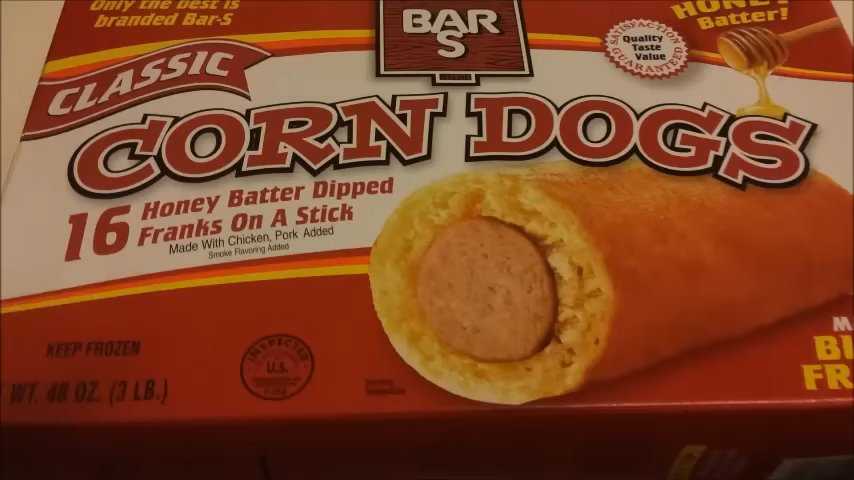 Only the best is
branded Bar-S
BAR
S
HONEY
Batter!
SATISFACTION
Quality
Taste
Value
GUARANTEED
CLASSIC
CORN DOGS
16 Honey Batter Dipped
Franks On A Stick
Made With Chicken, Pork Added
Smoke Flavoring Added
KEEP FROZEN
INSPECTED
U.S.
WT. 48 OZ. (3 LB.)
M
BI
FR